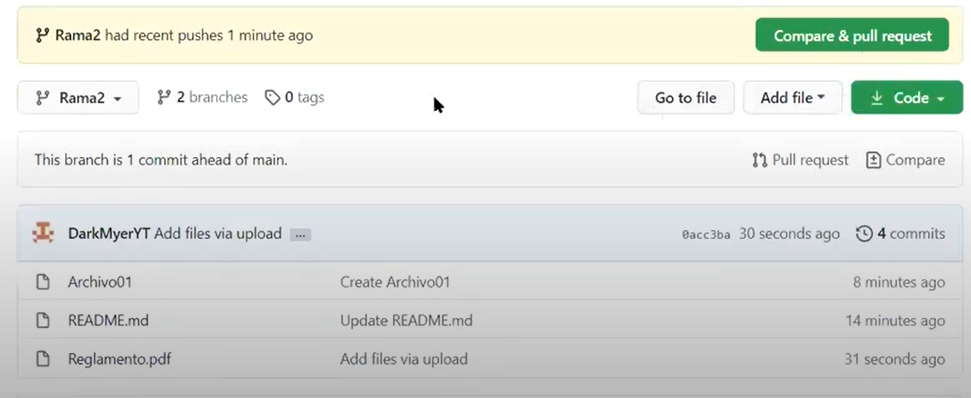 Rama2 had recent pushes 1 minute ago Compare & pull request
Rama2 2 branches 0 tags Go to file Add file Code
This branch is 1 commit ahead of main. Pull request Compare
DarkMyerYT Add files via upload ... 0acc3ba 30 seconds ago 4 commits
Archivo01 Create Archivo01 8 minutes ago
README.md Update README.md 14 minutes ago
Reglamento.pdf Add files via upload 31 seconds ago